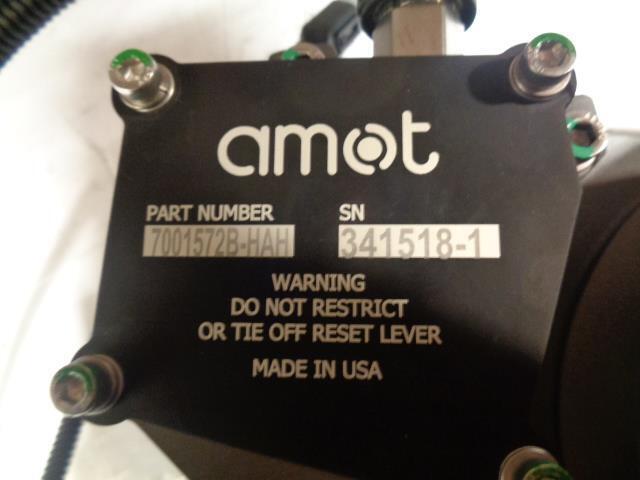 amot
PART NUMBER SN
7001572B-HAH 341518-1
WARNING
DO NOT RESTRICT
OR TIE OFF RESET LEVER
MADE IN USA